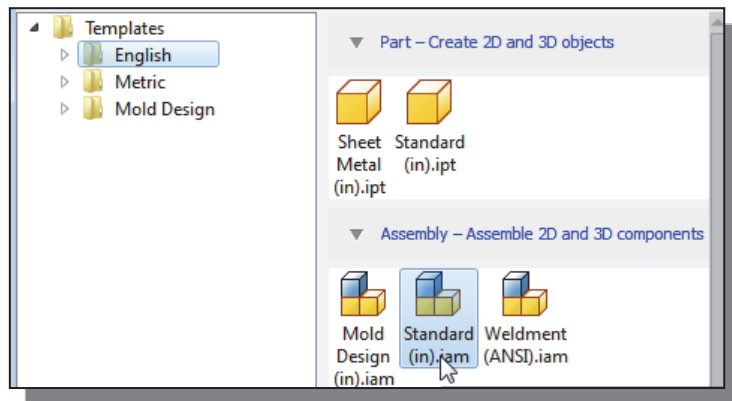 Templates
English
Metric
Mold Design
Part – Create 2D and 3D objects
Sheet Metal (in).ipt
Standard (in).ipt
Assembly – Assemble 2D and 3D components
Mold Design (in).iam
Standard (in).iam
Weldment (ANSI).iam